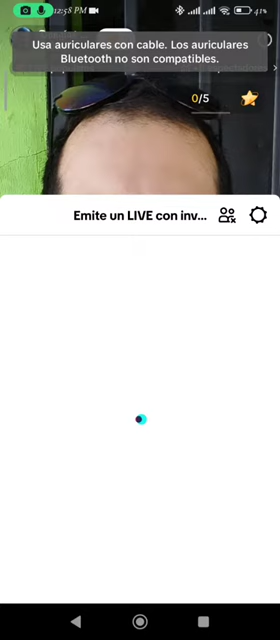 12:58 PM
41%
Usa auriculares con cable. Los auriculares
Bluetooth no son compatibles.
0/5
Emite un LIVE con inv...